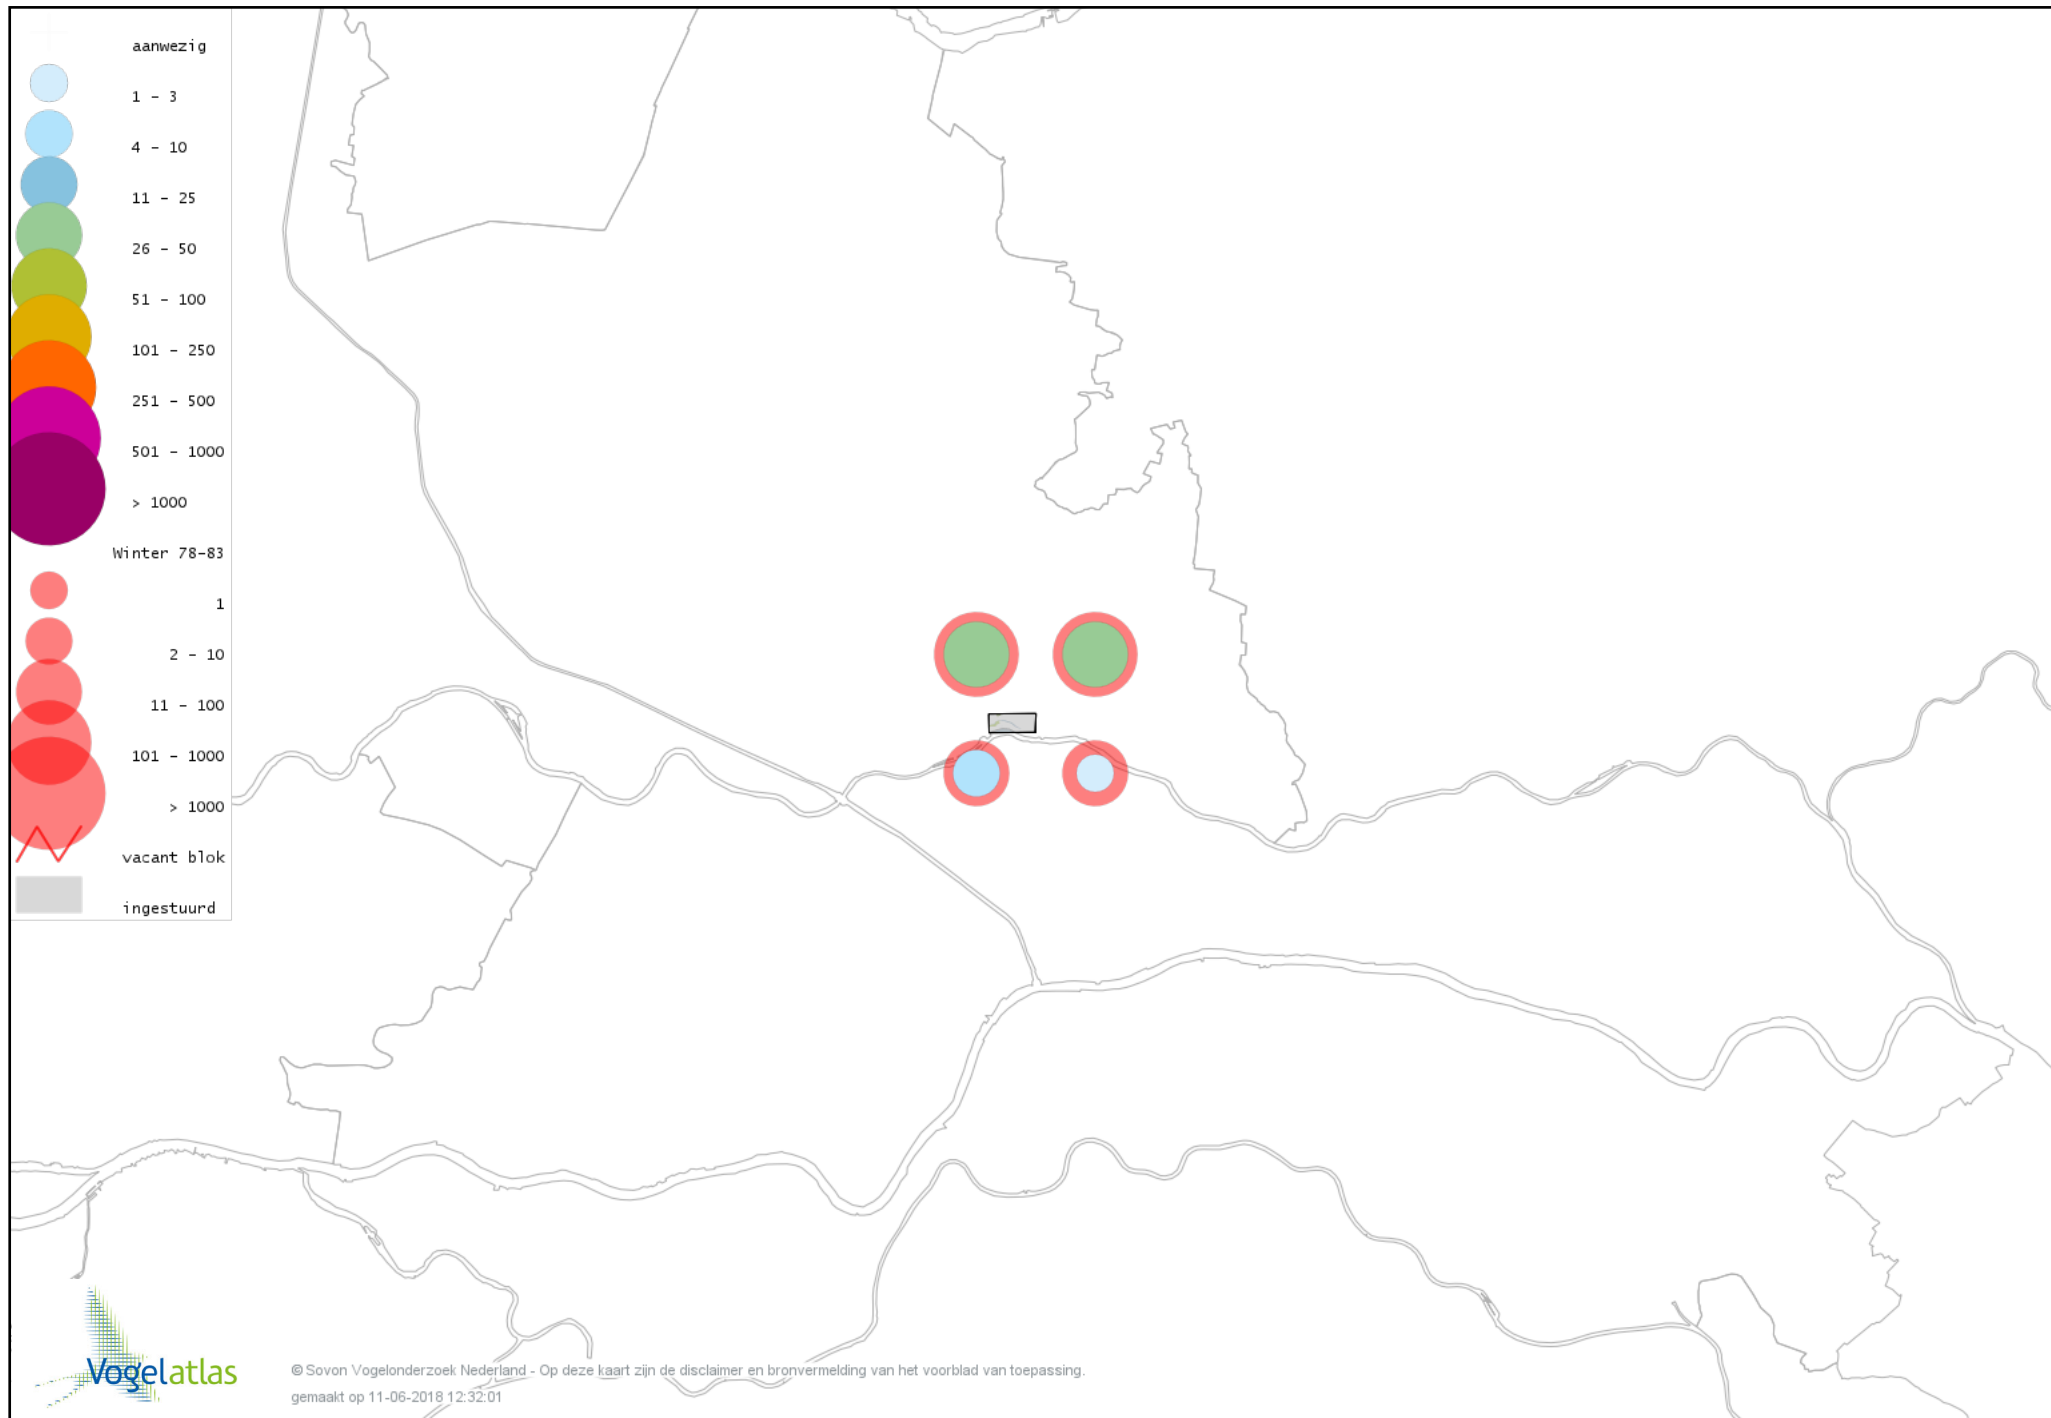 aanwezig
1 - 3
4 - 10
11 - 25
26 - 50
51 - 100
101 - 250
251 - 500
501 - 1000
> 1000
Winter 78-83
1
2 - 10
11 - 100
101 - 1000
> 1000
vacant blok
ingestuurd
Vogelatlas
© Sovon Vogelonderzoek Nederland - Op deze kaart zijn de disclaimer en bronvermelding van het voorblad van toepassing.
gemaakt op 11-06-2018 12:32:01